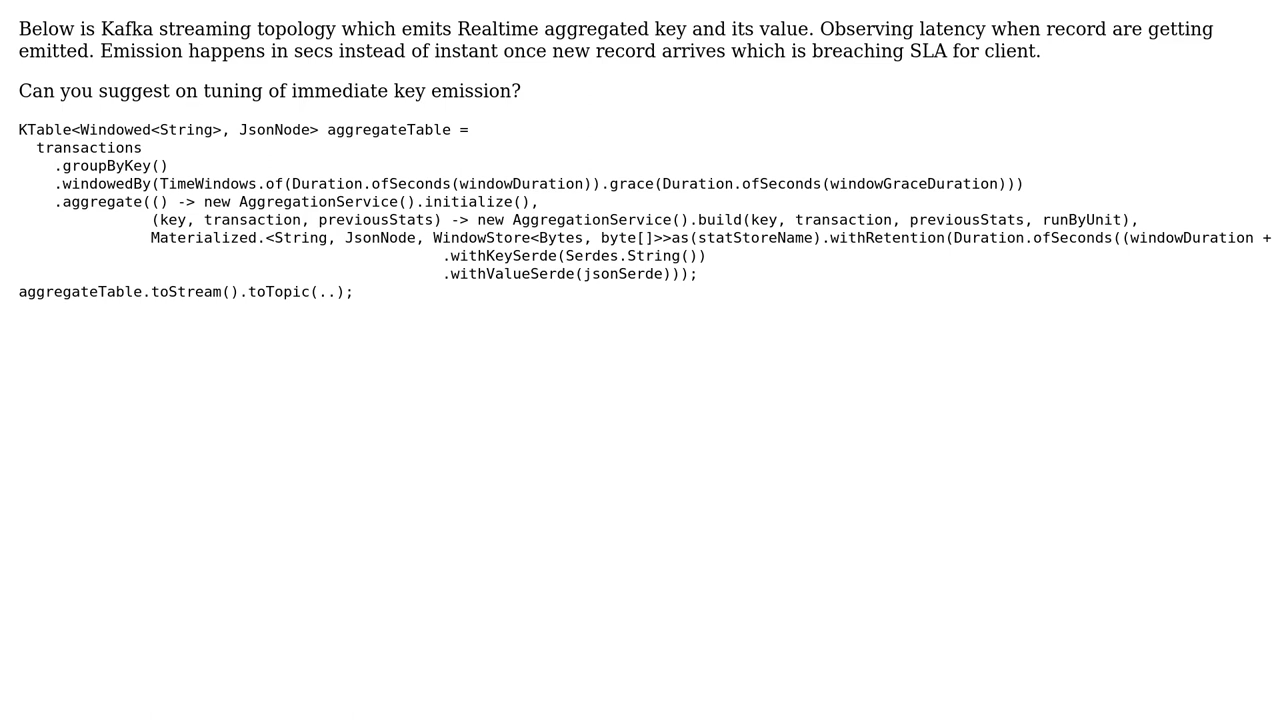 Below is Kafka streaming topology which emits Realtime aggregated key and its value. Observing latency when record are getting
emitted. Emission happens in secs instead of instant once new record arrives which is breaching SLA for client.
Can you suggest on tuning of immediate key emission?
KTable<Windowed<String>, JsonNode> aggregateTable =
  transactions
    .groupByKey()
    .windowedBy(TimeWindows.of(Duration.ofSeconds(windowDuration)).grace(Duration.ofSeconds(windowGraceDuration)))
    .aggregate(() -> new AggregationService().initialize(),
               (key, transaction, previousStats) -> new AggregationService().build(key, transaction, previousStats, runByUnit),
               Materialized.<String, JsonNode, WindowStore<Bytes, byte[]>>as(statStoreName).withRetention(Duration.ofSeconds((windowDuration +
                                                .withKeySerde(Serdes.String())
                                                .withValueSerde(jsonSerde)));
aggregateTable.toStream().toTopic(..);